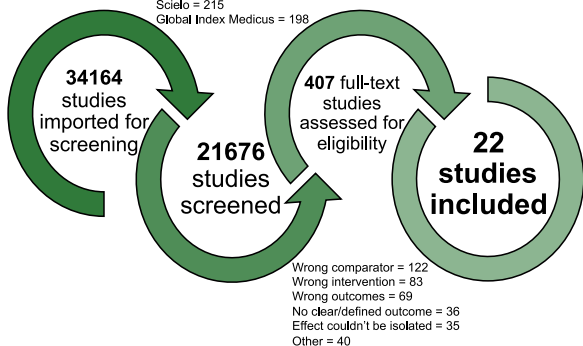 Scielo = 215
Global Index Medicus = 198
34164
studies
imported for
screening
21676
studies
screened
407 full-text
studies
assessed for
eligibility
22
studies
included
Wrong comparator = 122
Wrong intervention = 83
Wrong outcomes = 69
No clear/defined outcome = 36
Effect couldn't be isolated = 35
Other = 40